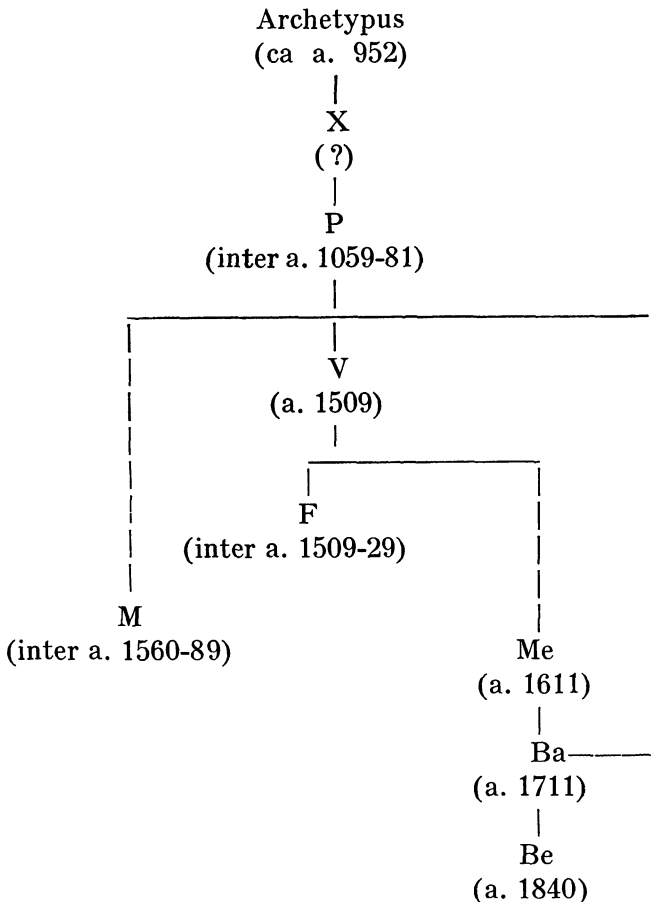 Archetypus
(ca a. 952)
X
(?)
P
(inter a. 1059-81)
V
(a. 1509)
F
(inter a. 1509-29)
M
(inter a. 1560-89)
Me
(a. 1611)
Ba
(a. 1711)
Be
(a. 1840)